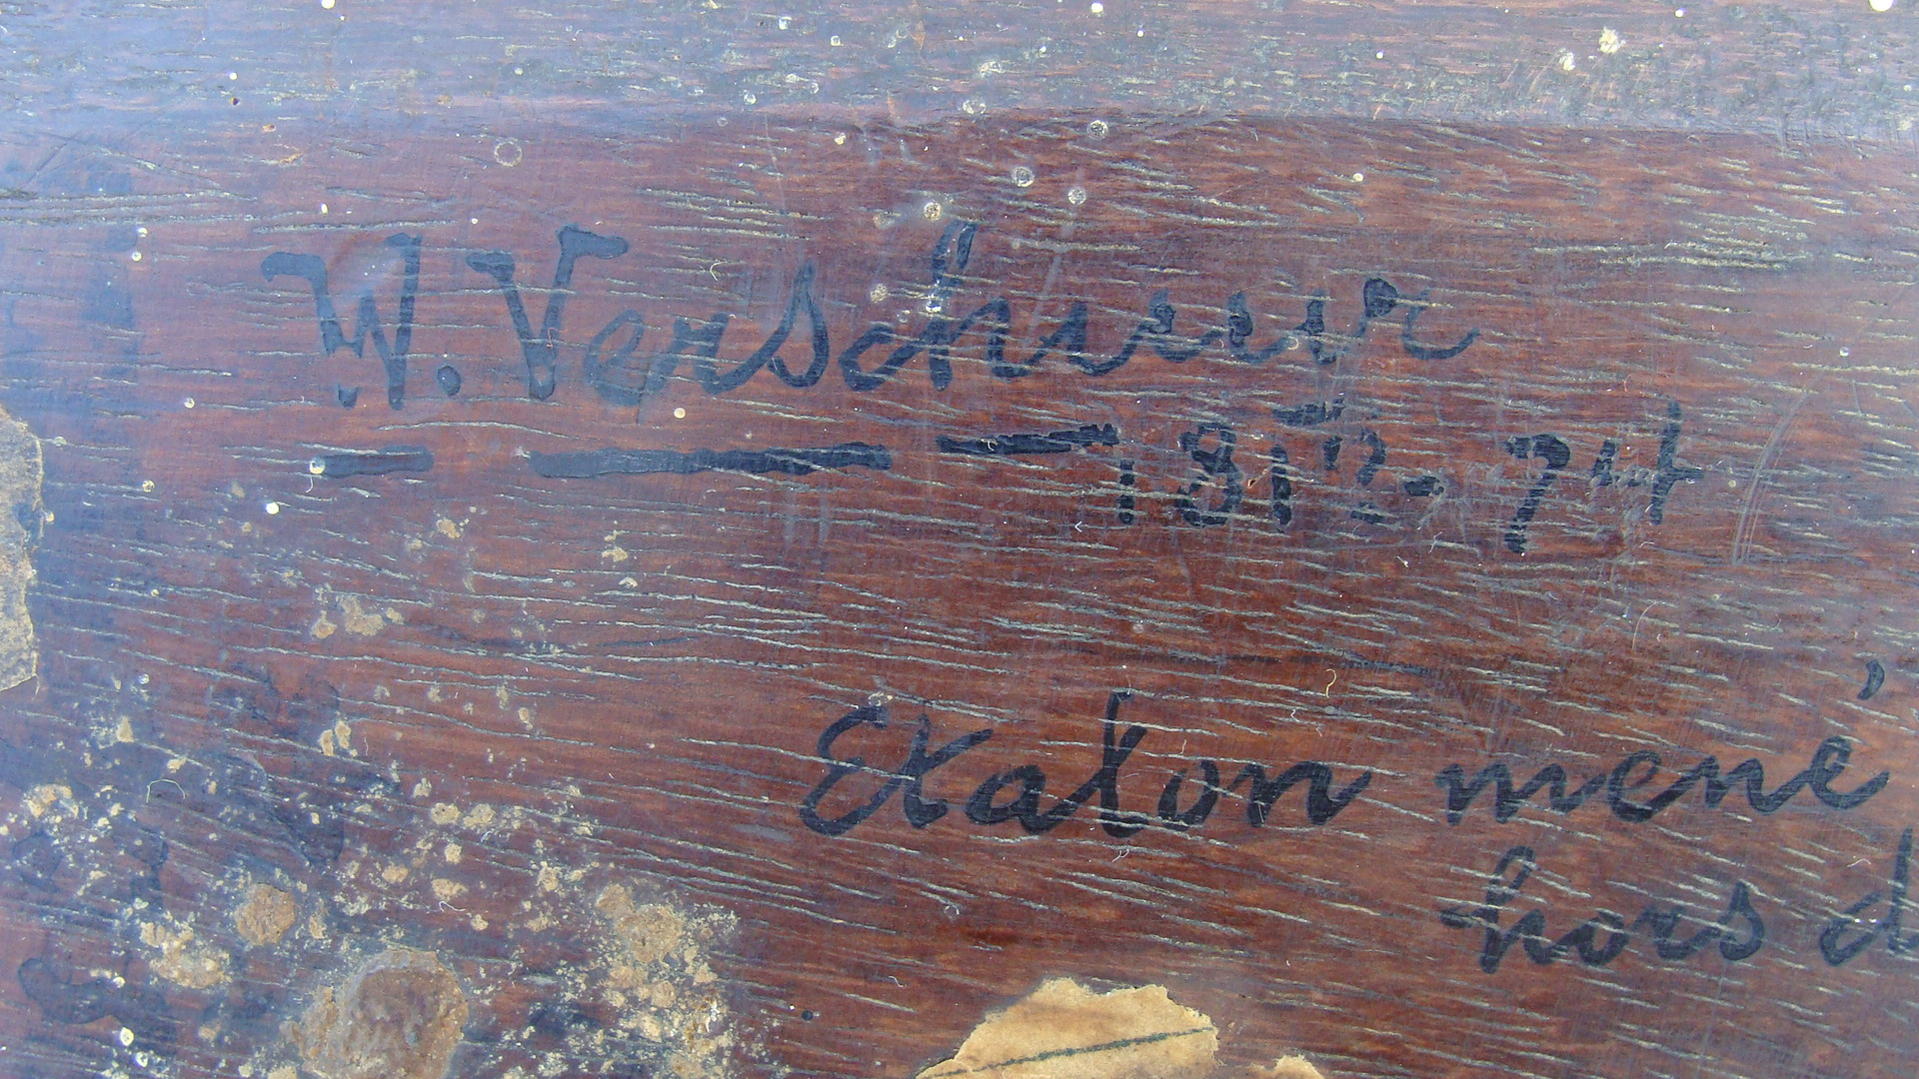 W. Verschuur
1812-74
Etalon mené
hors d